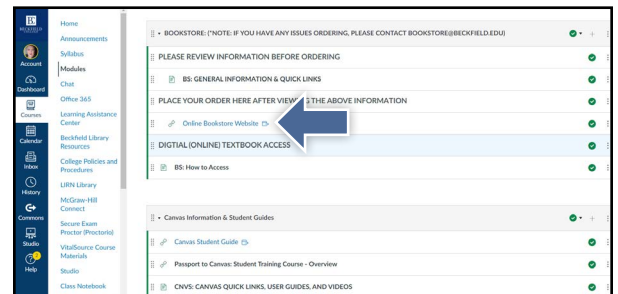 BECKFIELD
Account
Dashboard
Courses
Calendar
Inbox
History
Commons
Studio
2
Help
Home
Announcements
Syllabus
Modules
Chat
Office 365
Learning Assistance
Center
Beckfield Library
Resources
College Policies and
Procedures
LIRN Library
McGraw-Hill
Connect
Secure Exam
Proctor (Proctorio)
VitalSource Course
Materials
Studio
Class Notebook
BOOKSTORE: (*NOTE: IF YOU HAVE ANY ISSUES ORDERING, PLEASE CONTACT BOOKSTORE@BECKFIELD.EDU)
PLEASE REVIEW INFORMATION BEFORE ORDERING
BS: GENERAL INFORMATION & QUICK LINKS
PLACE YOUR ORDER HERE AFTER THE ABOVE INFORMATION
Online Bookstore Website
DIGTIAL (ONLINE) TEXTBOOK ACCESS
BS: How to Access
Canvas Information & Student Guides
Canvas Student Guide
Passport to Canvas: Student Training Course - Overview
CNVS: CANVAS QUICK LINKS, USER GUIDES, AND VIDEOS